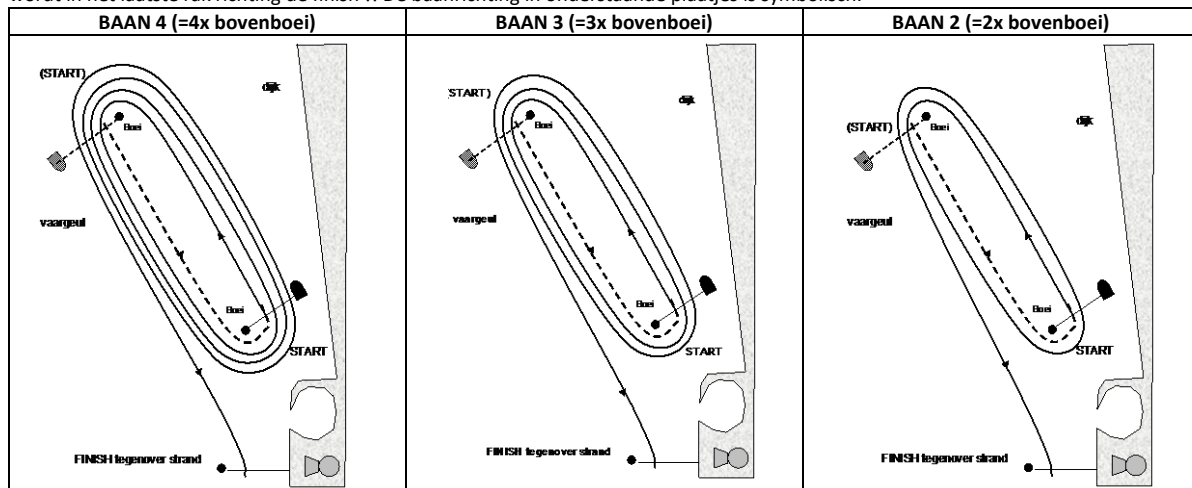 wordt in het laatste rak richting de finish De baanrichting in onderstaande plaatjes is symbolisch.
BAAN 4 (=4x bovenboei)
(START)
dijk
Boei
vaargeul
Boei
START
FINISH tegenover strand
BAAN 3 (=3x bovenboei)
(START)
dijk
Boei
vaargeul
Boei
START
FINISH tegenover strand
BAAN 2 (=2x bovenboei)
(START)
dijk
Boei
vaargeul
Boei
START
FINISH tegenover strand